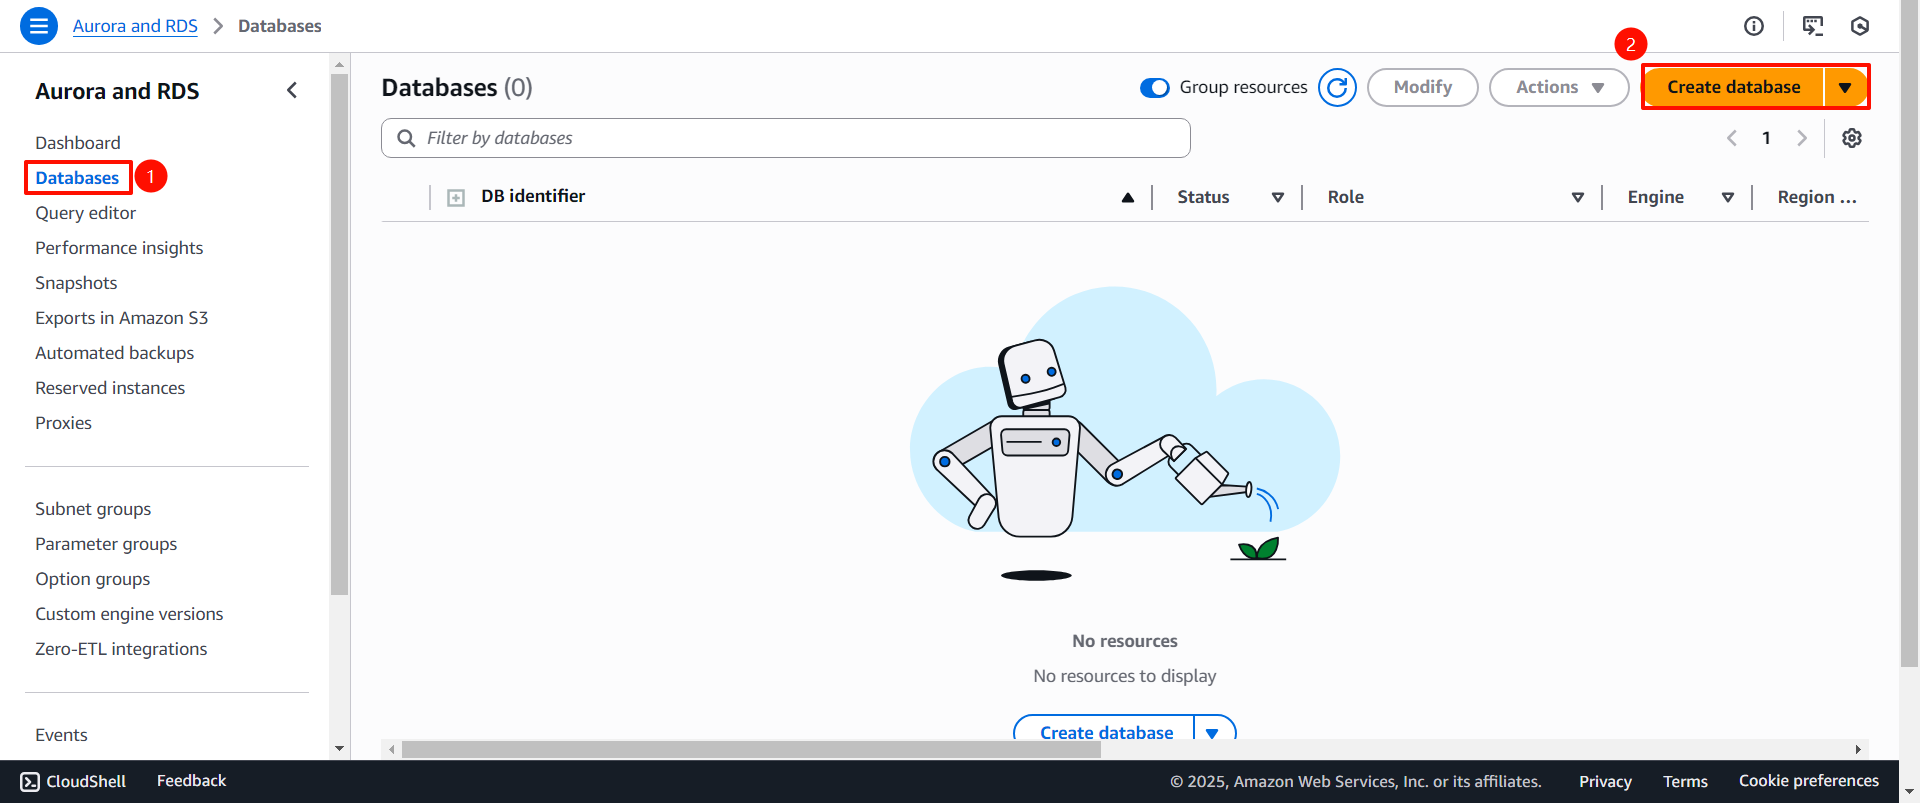 Aurora and RDS > Databases
Aurora and RDS
Dashboard
Databases 1
Query editor
Performance insights
Snapshots
Exports in Amazon S3
Automated backups
Reserved instances
Proxies
Subnet groups
Parameter groups
Option groups
Custom engine versions
Zero-ETL integrations
Events
2
Databases (0) Group resources Modify Actions Create database
Filter by databases 1
DB identifier Status Role Engine Region ...
No resources
No resources to display
Create database
CloudShell Feedback © 2025, Amazon Web Services, Inc. or its affiliates. Privacy Terms Cookie preferences